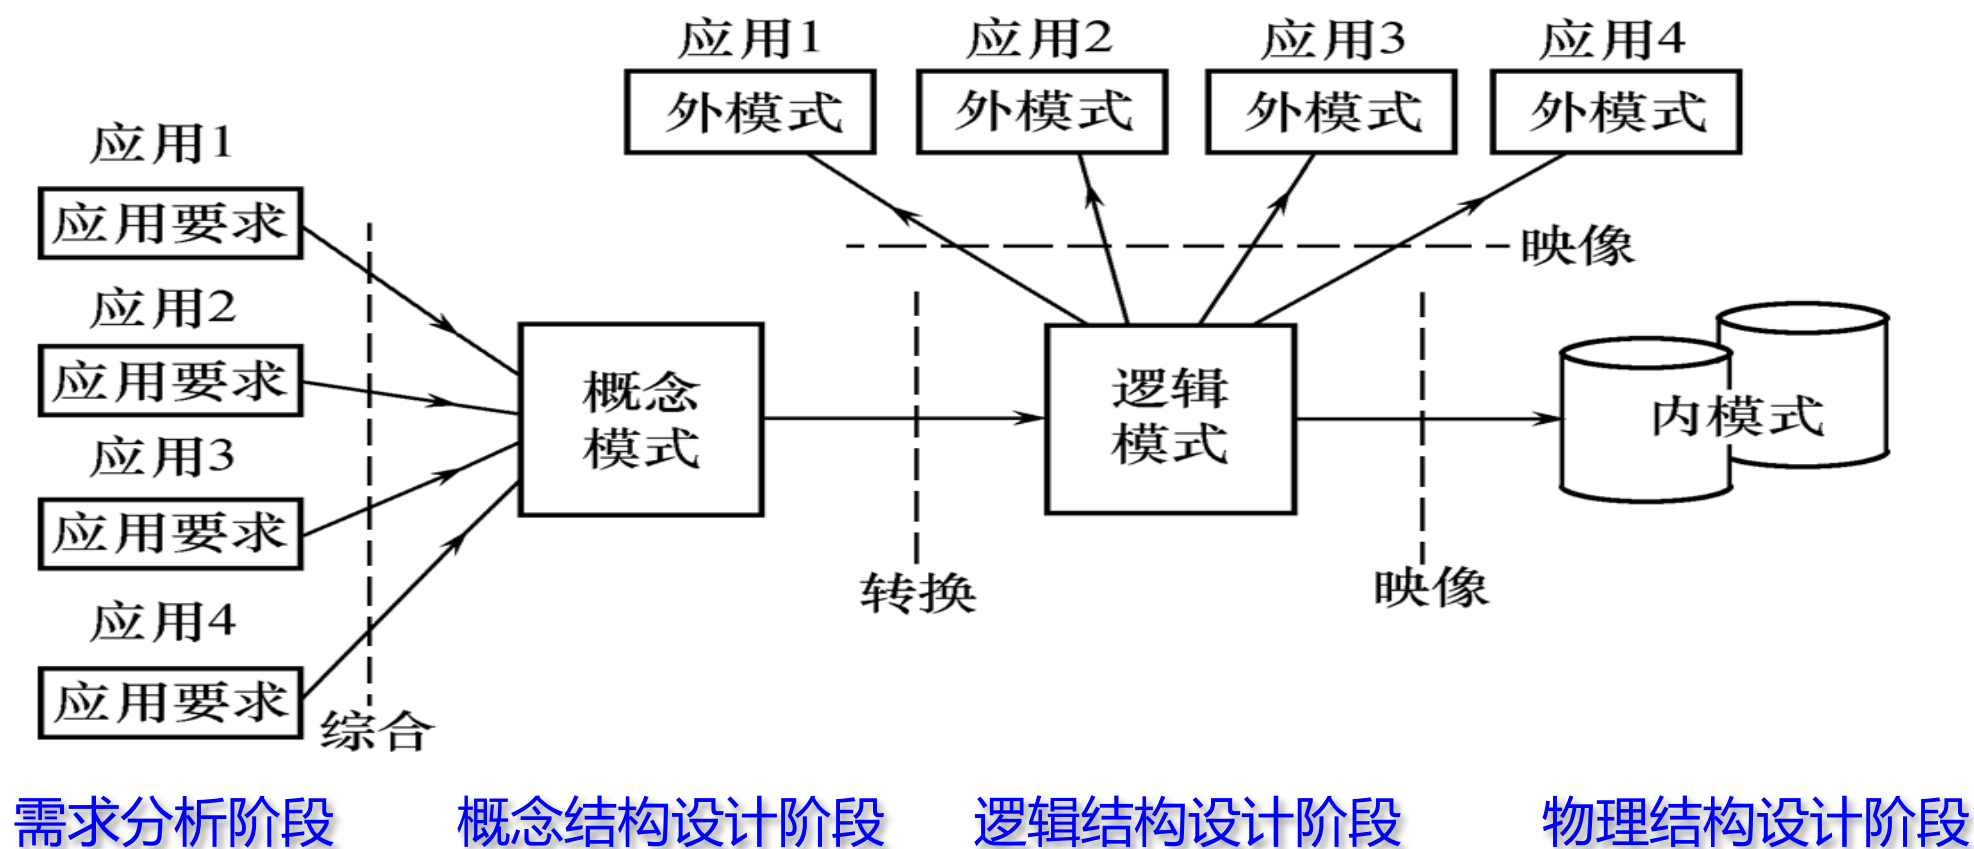 应用1
应用2
应用3
应用4
外模式
外模式
外模式
外模式
应用1
应用要求
应用2
应用要求
应用3
应用要求
应用4
应用要求
综合
概念
模式
转换
逻辑
模式
映像
映像
内模式
需求分析阶段
概念结构设计阶段
逻辑结构设计阶段
物理结构设计阶段